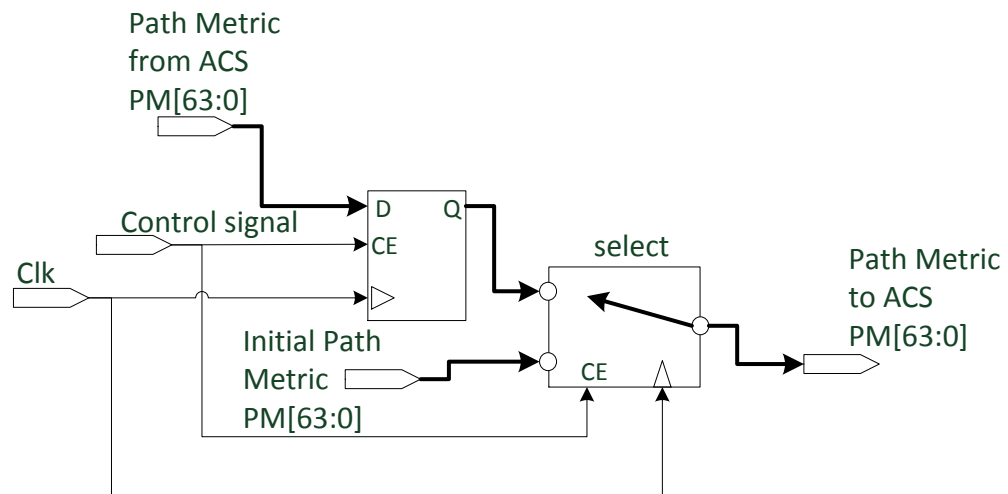 Path Metric
from ACS
PM[63:0]
D
Q
Control signal
CE
select
Clk
Path Metric
to ACS
PM[63:0]
Initial Path
Metric
PM[63:0]
CE